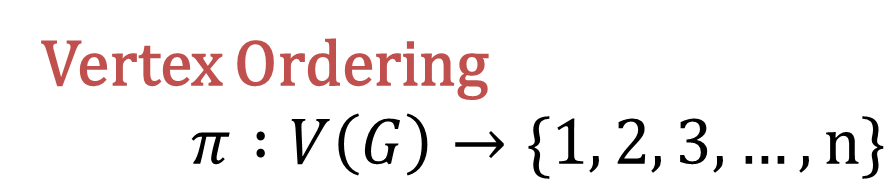 Vertex Ordering
π : V(G) → {1, 2, 3, … , n}